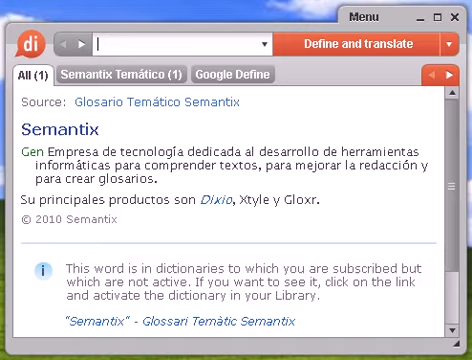 Menu
di
Define and translate
All (1)
Semantix Temático (1)
Google Define
Source: Glosario Temático Semantix
Semantix
Gen Empresa de tecnología dedicada al desarrollo de herramientas
informáticas para comprender textos, para mejorar la redacción y
para crear glosarios.
Su principales productos son Dixio, Xtyle y Gloxr.
© 2010 Semantix
i
This word is in dictionaries to which you are subscribed but
which are not active. If you want to see it, click on the link
and activate the dictionary in your Library.
"Semantix" - Glossari Temàtic Semantix